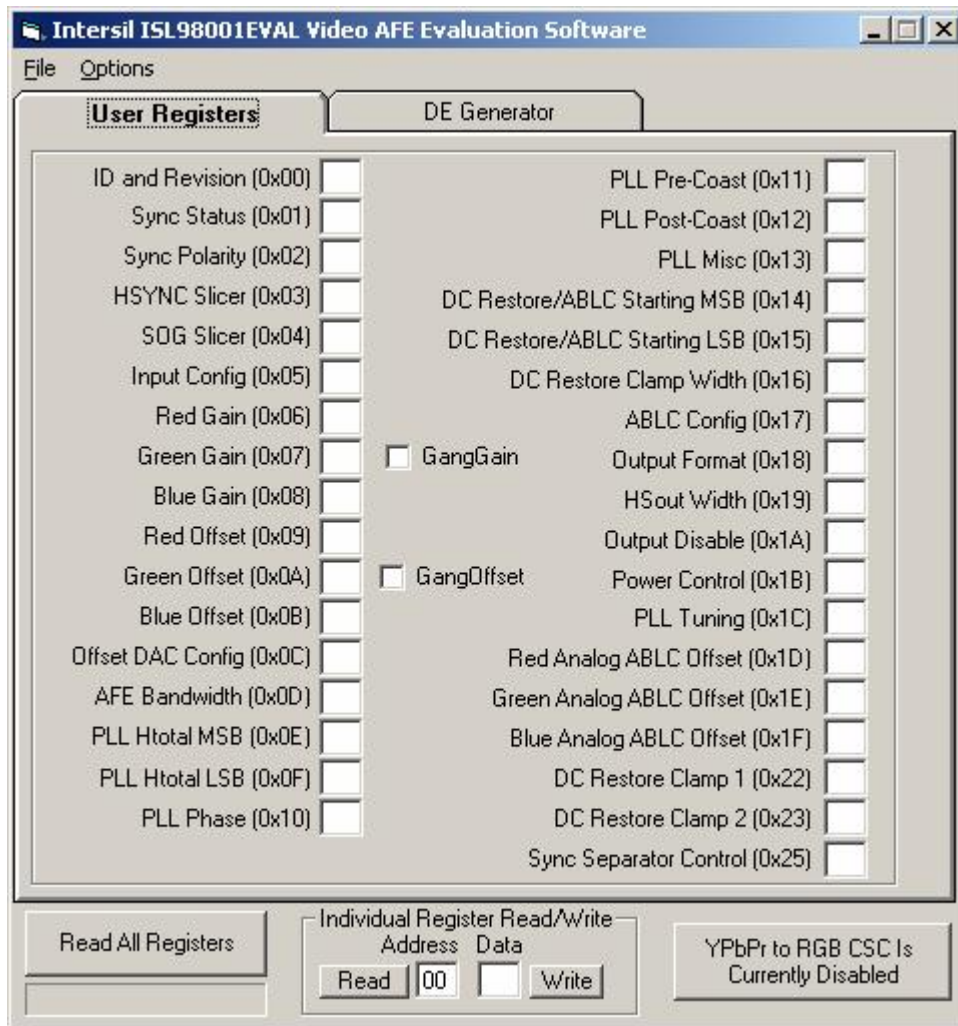 Intersil ISL98001EVAL Video AFE Evaluation Software
File Options
User Registers
DE Generator
ID and Revision (0x00)
Sync Status (0x01)
Sync Polarity (0x02)
HSYNC Slicer (0x03)
SOG Slicer (0x04)
Input Config (0x05)
Red Gain (0x06)
Green Gain (0x07)
Blue Gain (0x08)
Red Offset (0x09)
Green Offset (0x0A)
Blue Offset (0x0B)
Offset DAC Config (0x0C)
AFE Bandwidth (0x0D)
PLL Htotal MSB (0x0E)
PLL Htotal LSB (0x0F)
PLL Phase (0x10)
GangGain
GangOffset
PLL Pre-Coast (0x11)
PLL Post-Coast (0x12)
PLL Misc (0x13)
DC Restore/ABLC Starting MSB (0x14)
DC Restore/ABLC Starting LSB (0x15)
DC Restore Clamp Width (0x16)
ABLC Config (0x17)
Output Format (0x18)
HSout Width (0x19)
Output Disable (0x1A)
Power Control (0x1B)
PLL Tuning (0x1C)
Red Analog ABLC Offset (0x1D)
Green Analog ABLC Offset (0x1E)
Blue Analog ABLC Offset (0x1F)
DC Restore Clamp 1 (0x22)
DC Restore Clamp 2 (0x23)
Sync Separator Control (0x25)
Read All Registers
Individual Register Read/Write
Address Data
Read 00 Write
YPbPr to RGB CSC Is
Currently Disabled